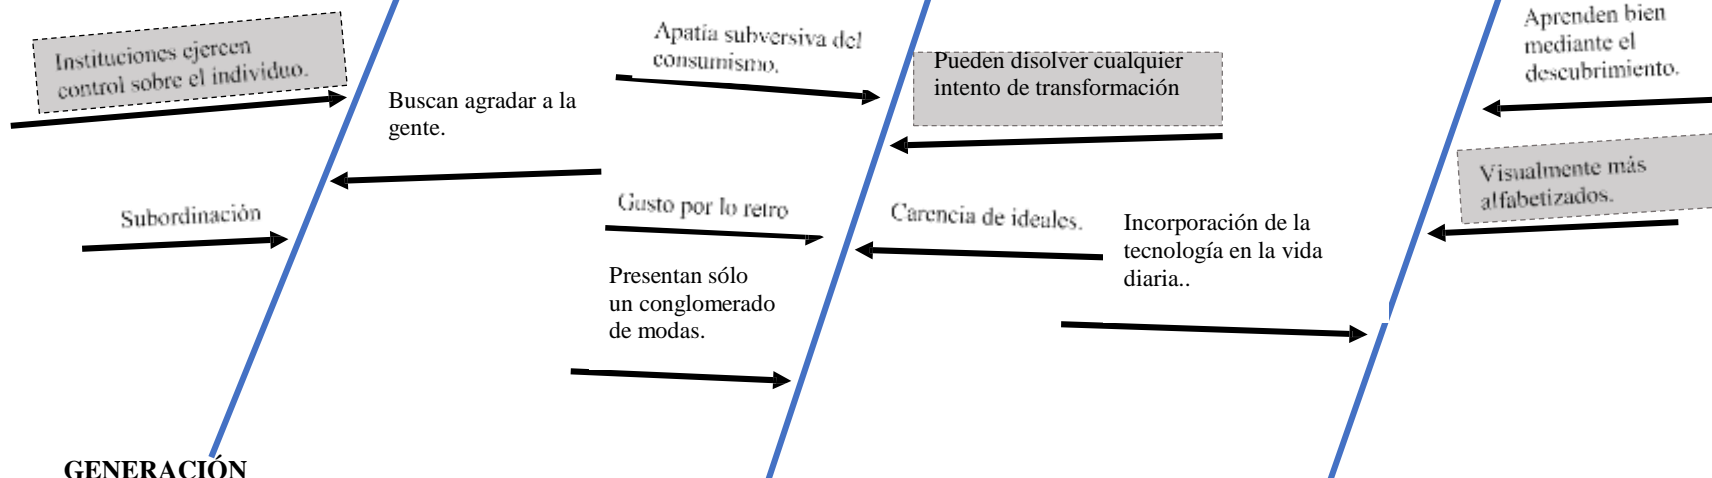 Instituciones ejercen
control sobre el individuo.
Buscan agradar a la
gente.
Subordinación
Apatía subversiva del
consumismo.
Pueden disolver cualquier
intento de transformación
Gusto por lo retro
Carencia de ideales.
Presentan sólo
un conglomerado
de modas.
Incorporación de la
tecnología en la vida
diaria..
Aprenden bien
mediante el
descubrimiento.
Visualmente más
alfabetizados.
GENERACIÓN